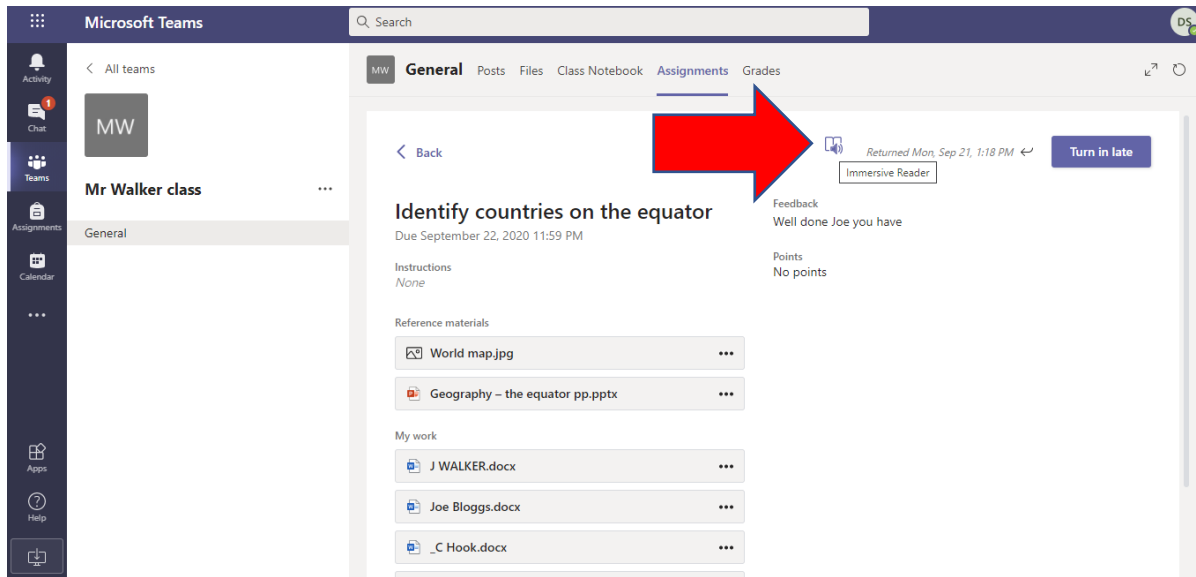 Microsoft Teams
Search
DS
Activity
1
Chat
Teams
Assignments
Calendar
Apps
Help
All teams
MW
Mr Walker class
General
MW General Posts Files Class Notebook Assignments Grades
Back
Returned Mon, Sep 21, 1:18 PM
Turn in late
Immersive Reader
Identify countries on the equator
Due September 22, 2020 11:59 PM
Instructions
None
Feedback
Well done Joe you have
Points
No points
Reference materials
World map.jpg
Geography – the equator pp.pptx
My work
J WALKER.docx
Joe Bloggs.docx
_C Hook.docx